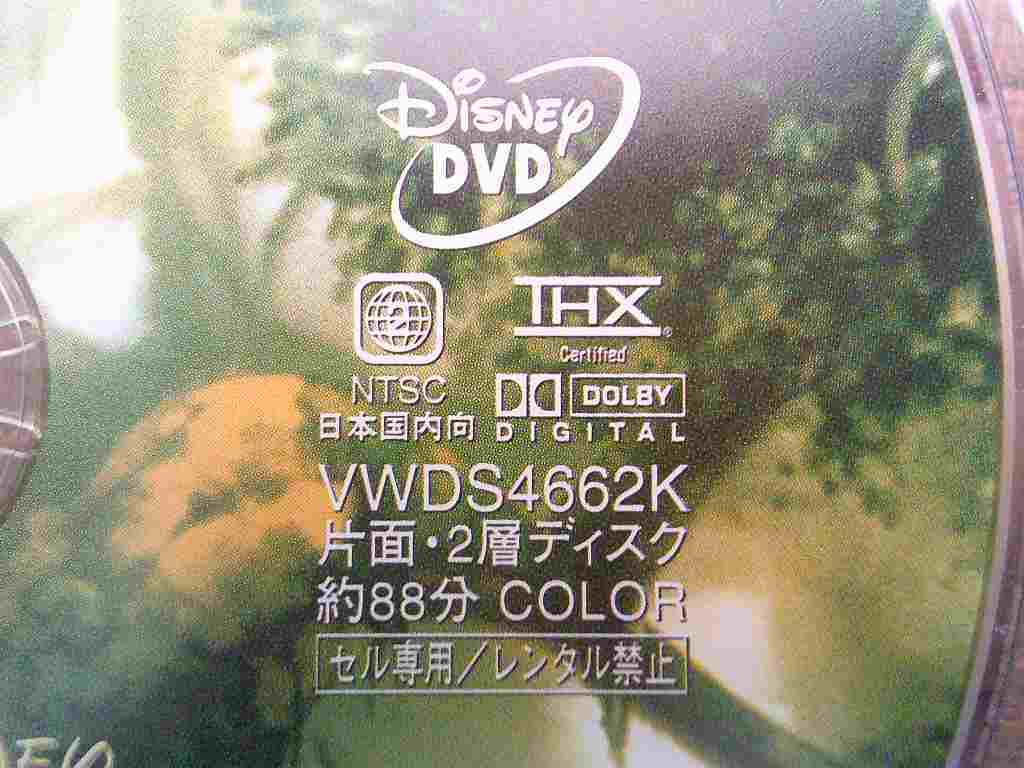 DISNEY
DVD
2
THX
Certified
NTSC
日本国内向
DOLBY
DIGITAL
VWDS4662K
片面・2層ディスク
約88分 COLOR
セル専用/レンタル禁止